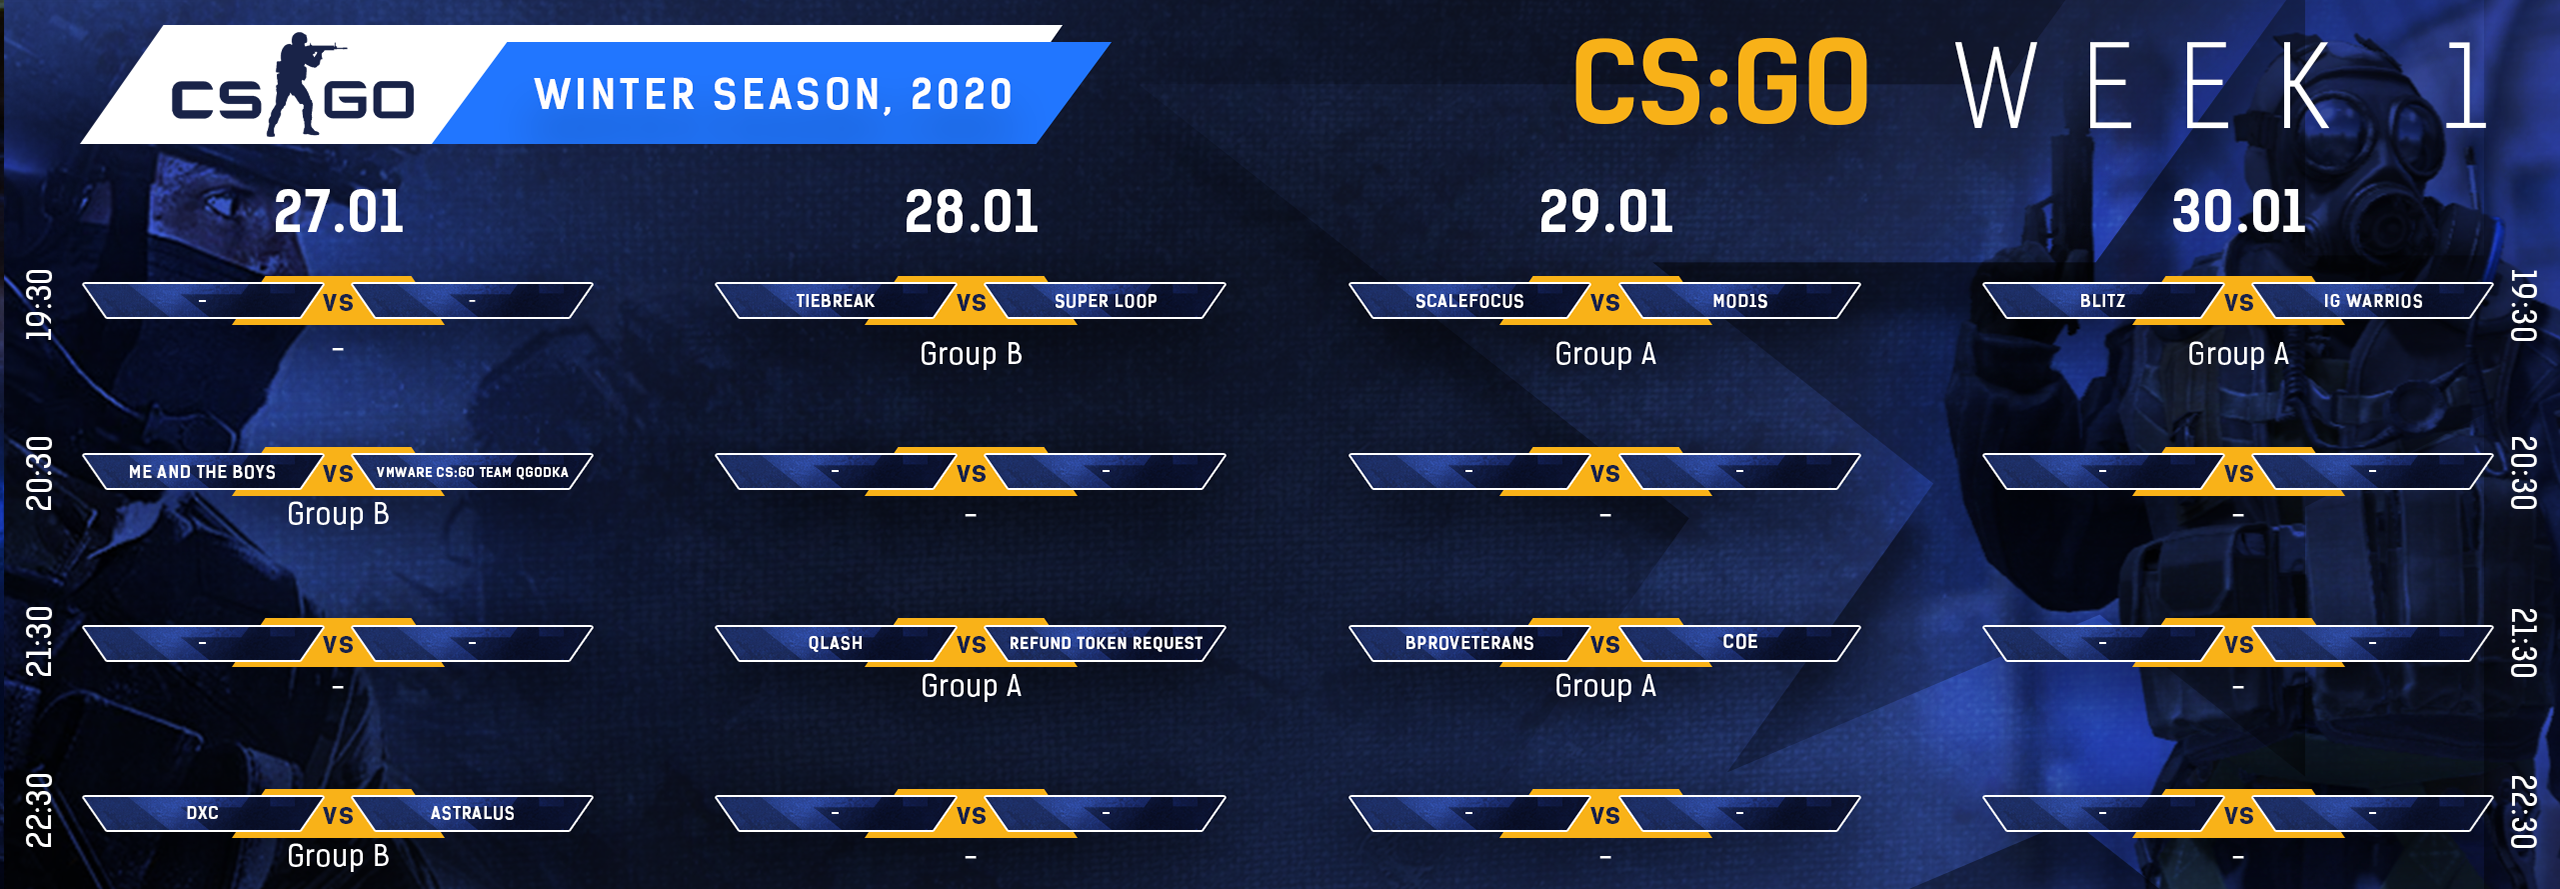 CS GO
WINTER SEASON, 2020
CS:GO WEEK 1
27.01 28.01 29.01 30.01
19:30 - VS - TIEBREAK VS SUPER LOOP SCALEFOCUS VS MOD1S BLITZ VS IG WARRIOS 19:30
- Group B Group A Group A
20:30 ME AND THE BOYS VS VMWARE CS:GO TEAM QGODKA - VS - - VS - - VS - 20:30
Group B - - -
21:30 - VS - QLASH VS REFUND TOKEN REQUEST BPROVETERANS VS COE - VS - 21:30
- Group A Group A -
22:30 DXC VS ASTRALUS - VS - - VS - - VS - 22:30
Group B - - -